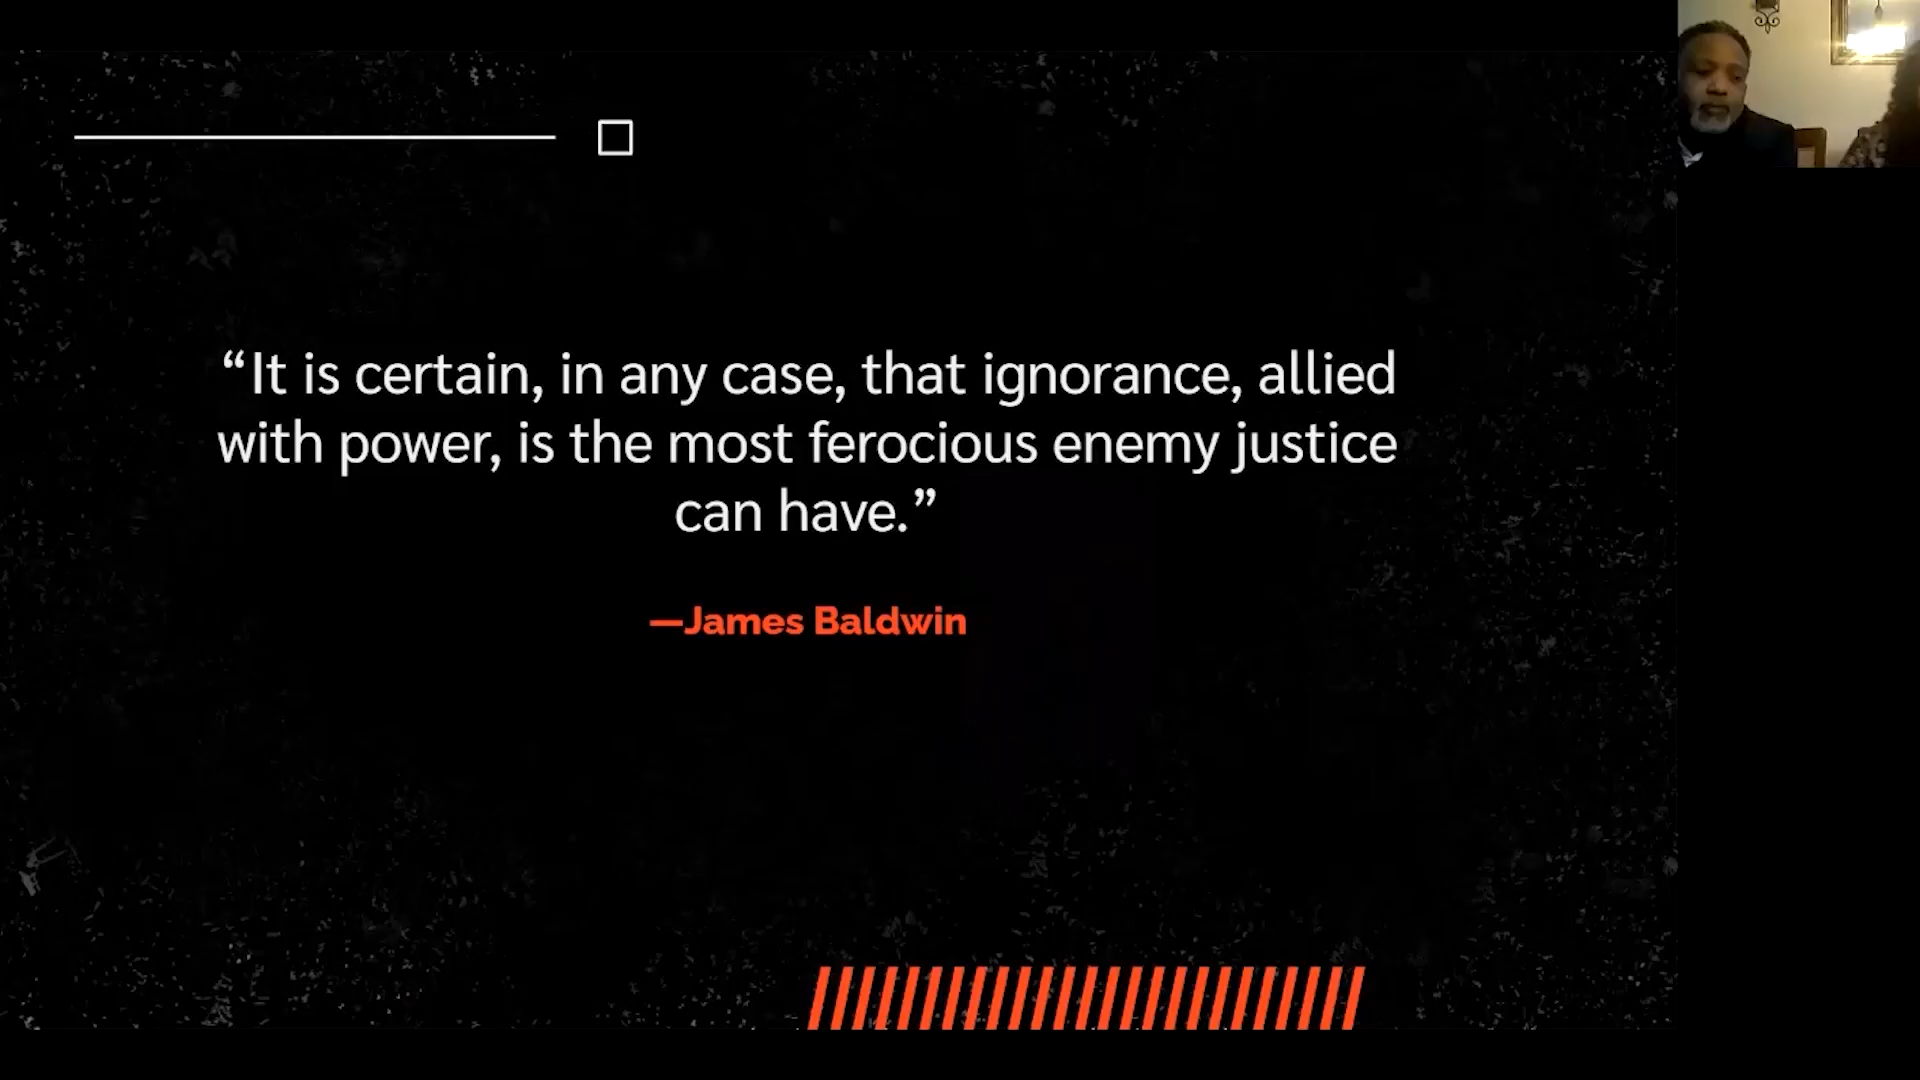 “It is certain, in any case, that ignorance, allied
with power, is the most ferocious enemy justice
can have.”
—James Baldwin